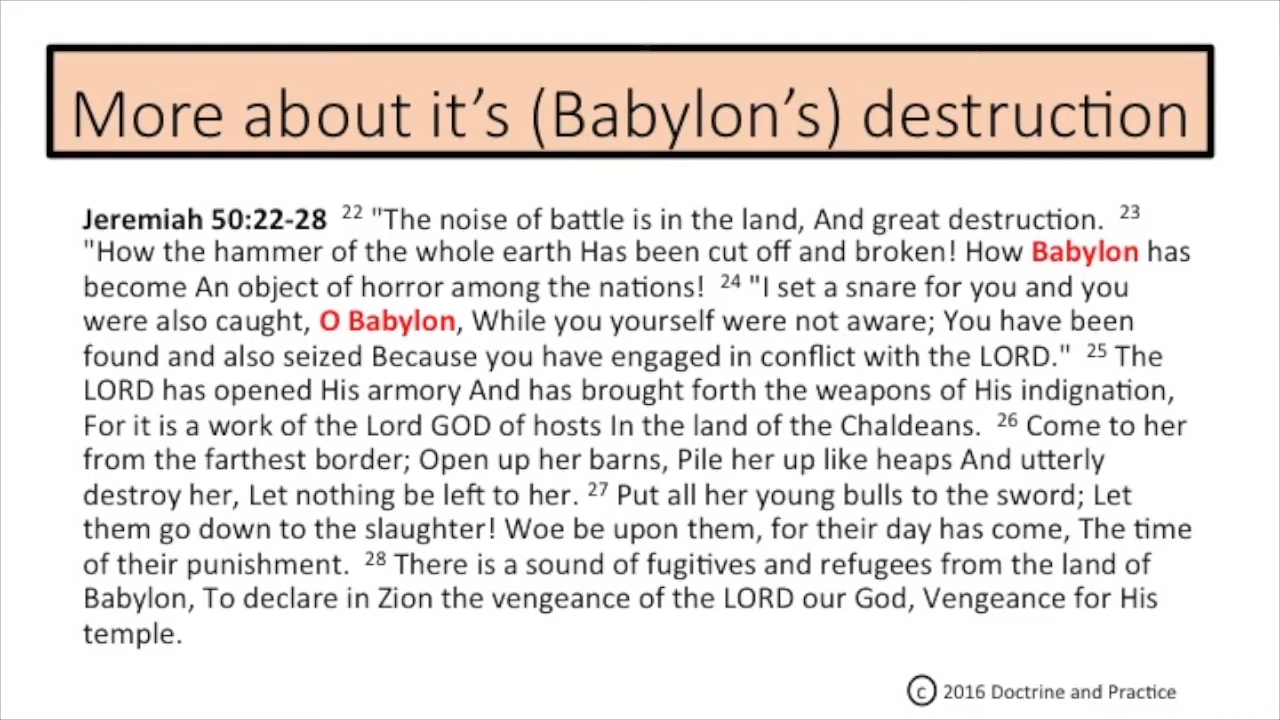 More about it's (Babylon's) destruction
Jeremiah 50:22-28 22 "The noise of battle is in the land, And great destruction. 23
"How the hammer of the whole earth Has been cut off and broken! How Babylon has
become An object of horror among the nations! 24 "I set a snare for you and you
were also caught, O Babylon, While you yourself were not aware; You have been
found and also seized Because you have engaged in conflict with the LORD." 25 The
LORD has opened His armory And has brought forth the weapons of His indignation,
For it is a work of the Lord GOD of hosts In the land of the Chaldeans. 26 Come to her
from the farthest border; Open up her barns, Pile her up like heaps And utterly
destroy her, Let nothing be left to her. 27 Put all her young bulls to the sword; Let
them go down to the slaughter! Woe be upon them, for their day has come, The time
of their punishment. 28 There is a sound of fugitives and refugees from the land of
Babylon, To declare in Zion the vengeance of the LORD our God, Vengeance for His
temple.
c 2016 Doctrine and Practice